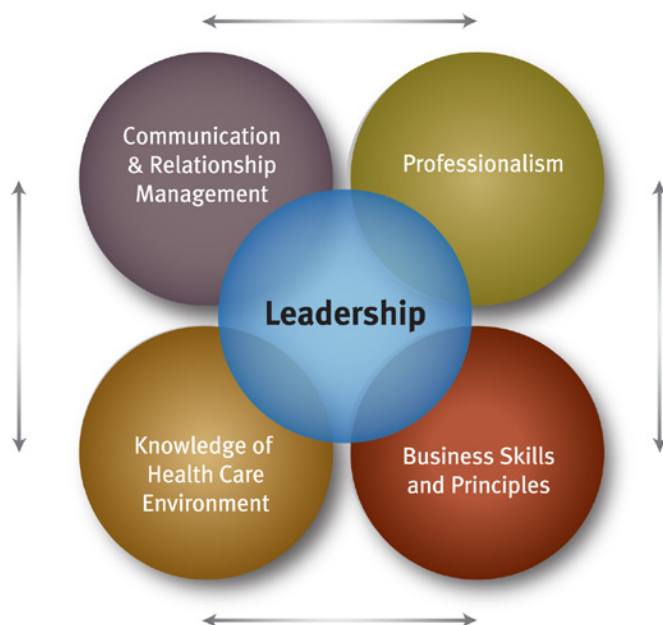 Communication
& Relationship
Management
Professionalism
Leadership
Knowledge of
Health Care
Environment
Business Skills
and Principles